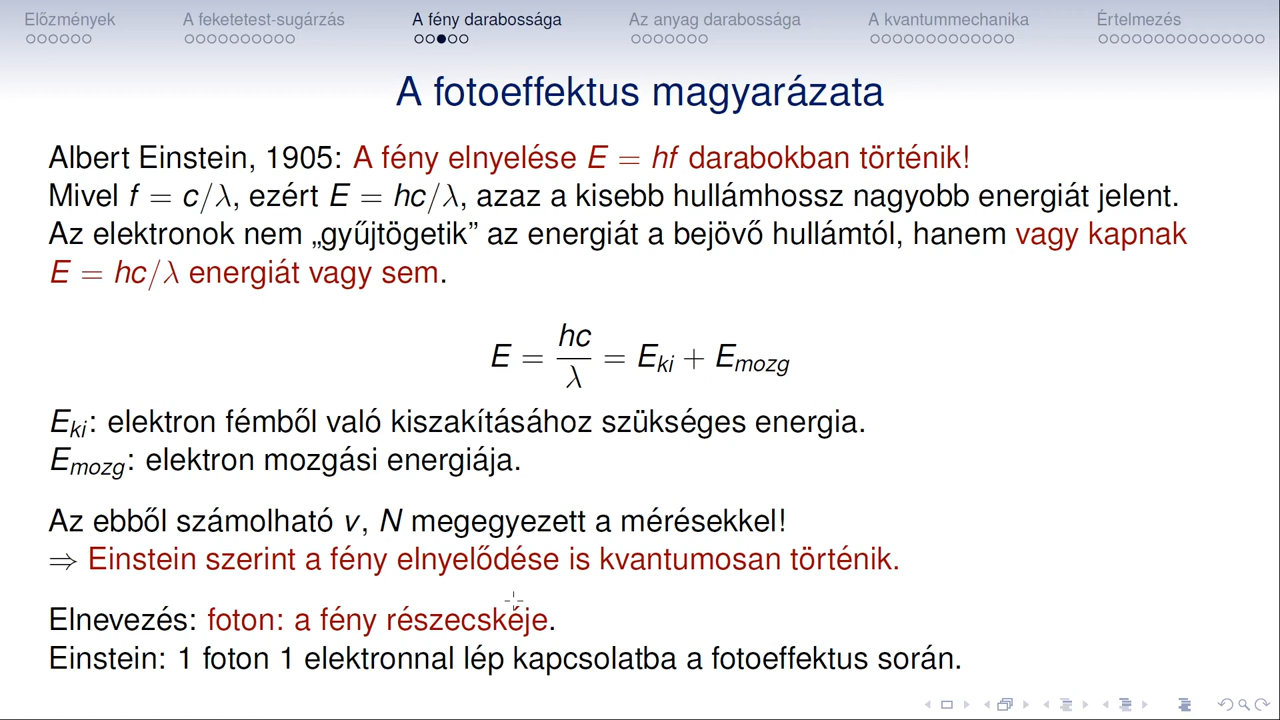 Előzmények
A feketetest-sugárzás
A fény darabossága
Az anyag darabossága
A kvantummechanika
Értelmezés
A fotoeffektus magyarázata
Albert Einstein, 1905: A fény elnyelése E = hf darabokban történik!
Mivel f = c/λ, ezért E = hc/λ, azaz a kisebb hullámhossz nagyobb energiát jelent.
Az elektronok nem „gyűjtögetik” az energiát a bejövő hullámtól, hanem vagy kapnak
E = hc/λ energiát vagy sem.
E = hc/λ = E_ki + E_mozg
E_ki: elektron fémből való kiszakításához szükséges energia.
E_mozg: elektron mozgási energiája.
Az ebből számolható v, N megegyezett a mérésekkel!
⇒ Einstein szerint a fény elnyelődése is kvantumosan történik.
Elnevezés: foton: a fény részecskéje.
Einstein: 1 foton 1 elektronnal lép kapcsolatba a fotoeffektus során.